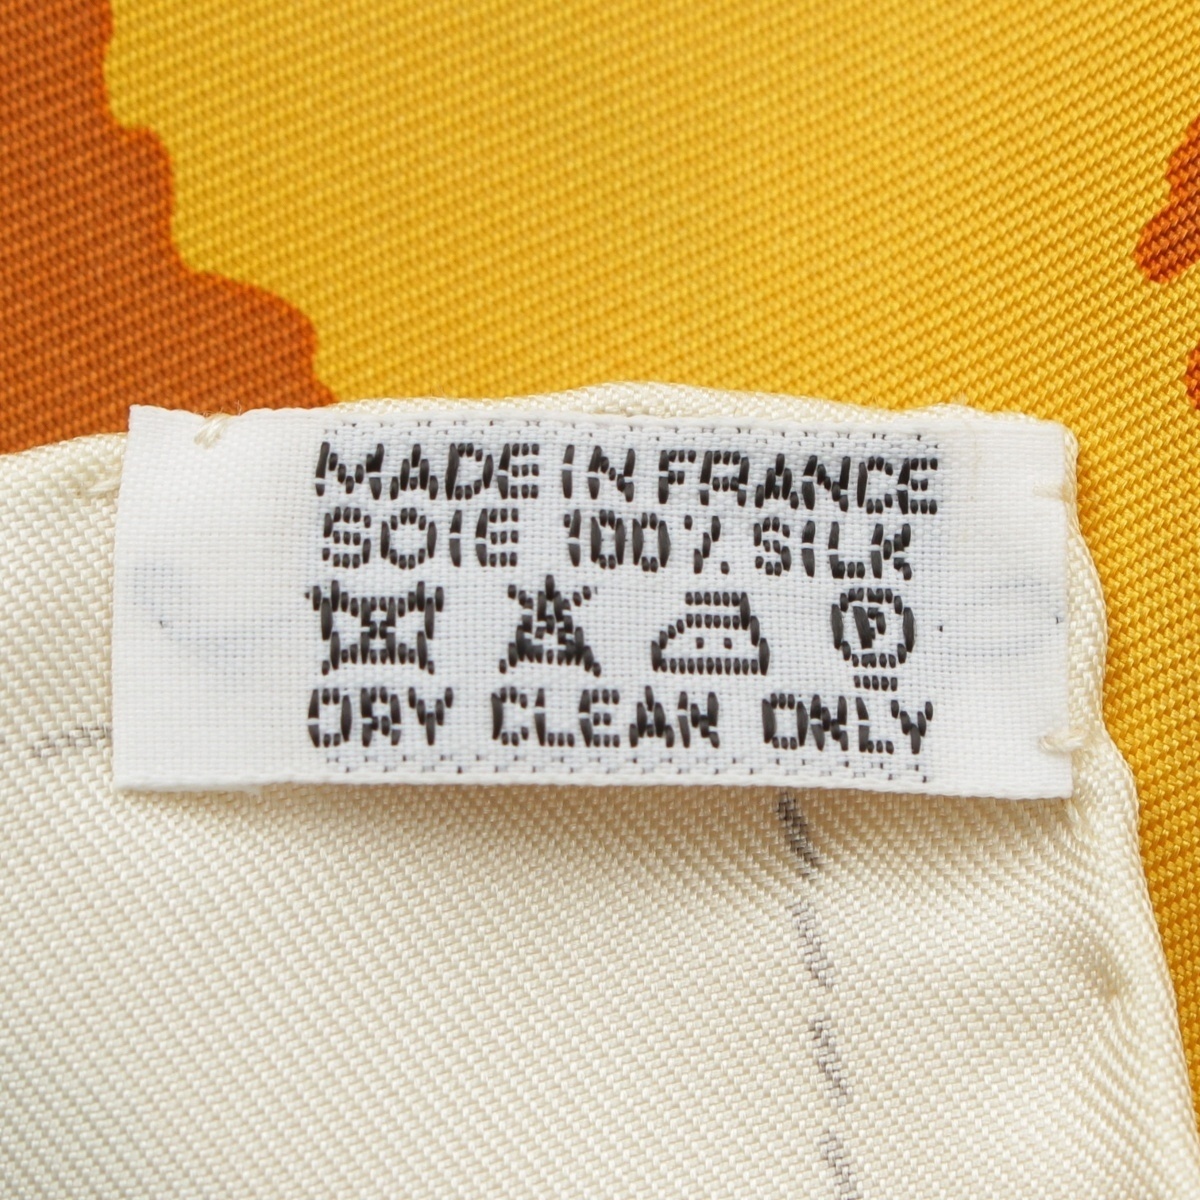 MADE IN FRANCE
SOIE 100% SILK
P
DRY CLEAN ONLY